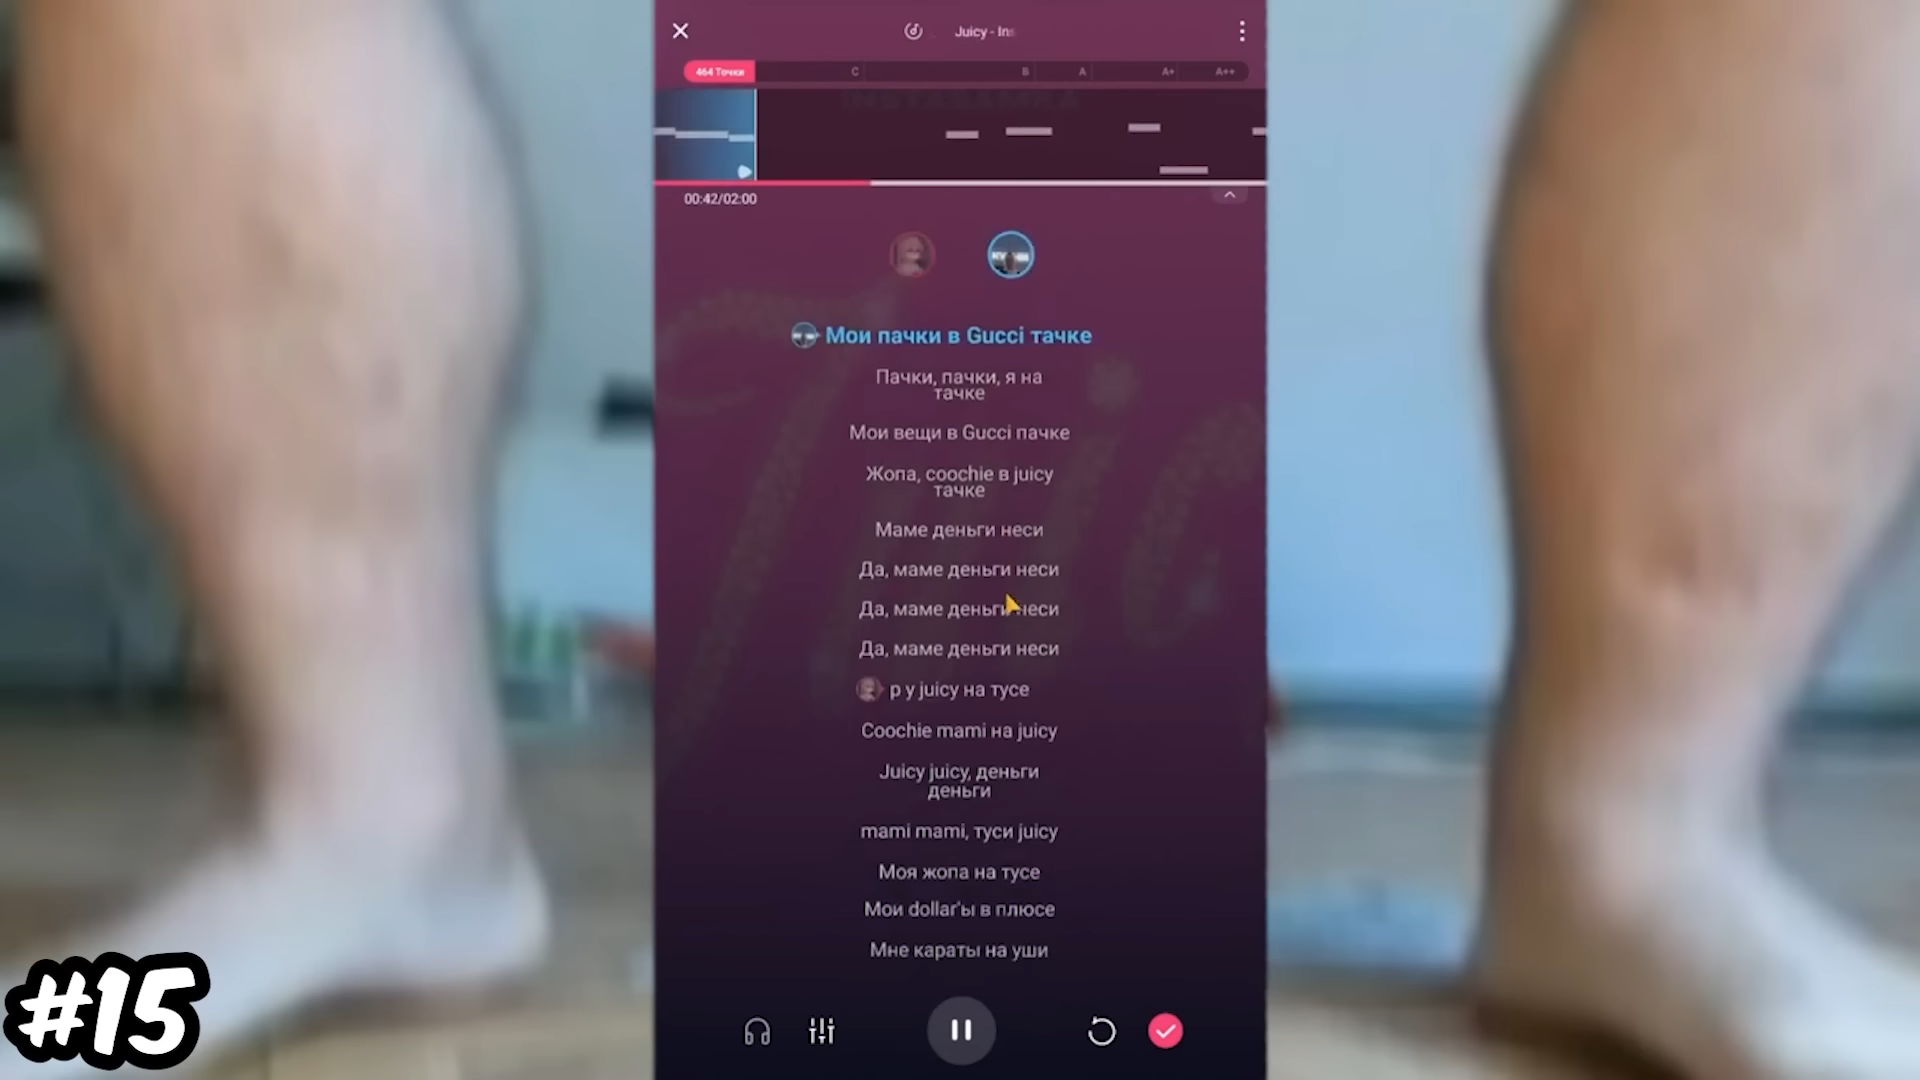 Juicy - Ins
464 Точки
C
B
A
A+
A++
INSTASAMKA
00:42/02:00
Мои пачки в Gucci тачке
Пачки, пачки, я на
тачке
Мои вещи в Gucci пачке
Жопа, coochie в juicy
тачке
Маме деньги неси
Да, маме деньги неси
Да, маме деньги неси
Да, маме деньги неси
р у juicy на тусе
Coochie mami на juicy
Juicy juicy, деньги
деньги
mami mami, туси juicy
Моя жопа на тусе
Мои dollar'ы в плюсе
Мне караты на уши
#15